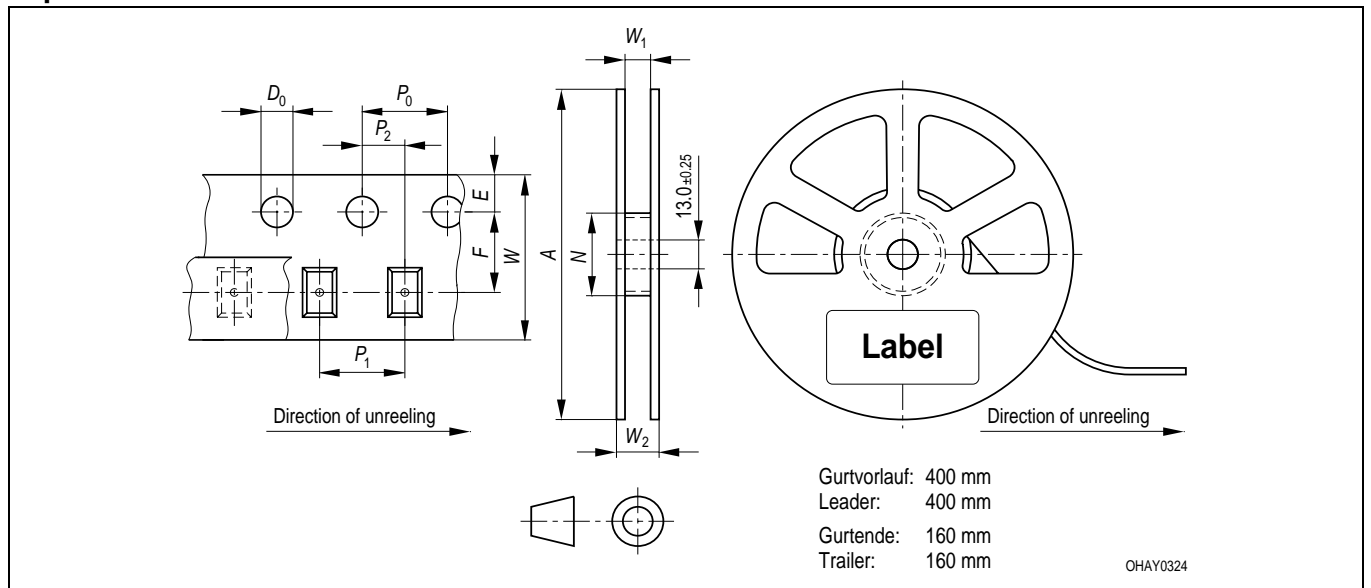 W₁
D₀
P₀
P₂
E
F
W
A
N
13.0±0.25
P₁
Label
Direction of unreeling
W₂
Direction of unreeling
Gurtvorlauf: 400 mm
Leader: 400 mm
Gurtende: 160 mm
Trailer: 160 mm
OHAY0324